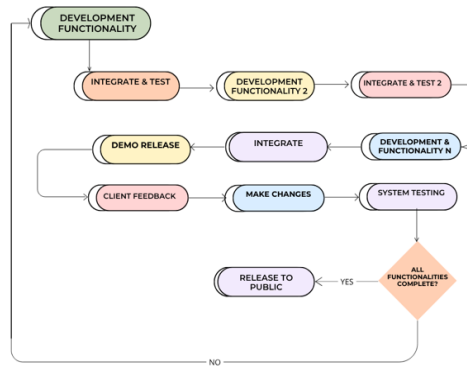 DEVELOPMENT
FUNCTIONALITY
INTEGRATE & TEST
DEVELOPMENT
FUNCTIONALITY 2
INTEGRATE & TEST 2
DEMO RELEASE
INTEGRATE
DEVELOPMENT &
FUNCTIONALITY N
CLIENT FEEDBACK
MAKE CHANGES
SYSTEM TESTING
ALL
FUNCTIONALITIES
COMPLETE?
RELEASE TO
PUBLIC
YES
NO